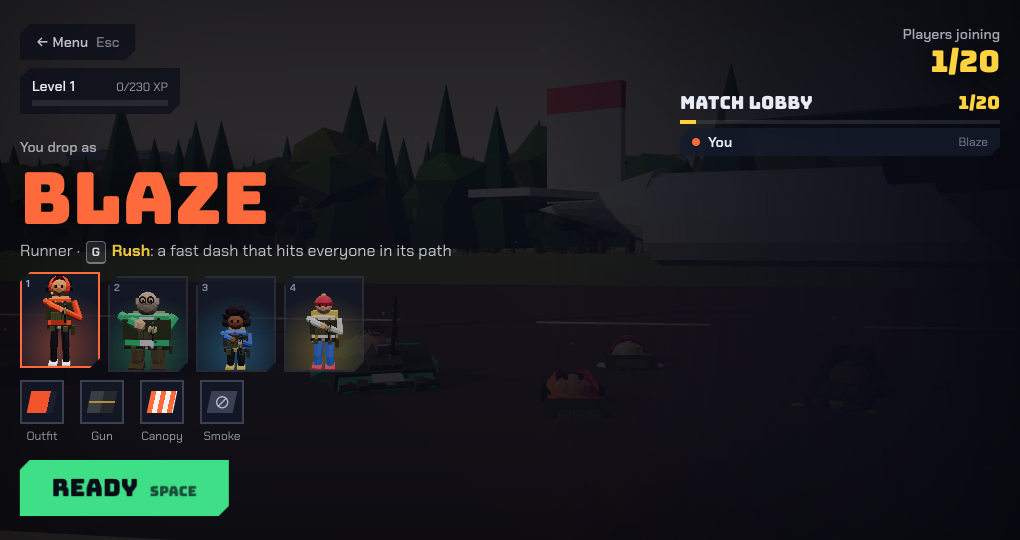 ← Menu Esc
Level 1 0/230 XP
Players joining
1/20
MATCH LOBBY 1/20
You Blaze
You drop as
BLAZE
Runner · G Rush: a fast dash that hits everyone in its path
1 2 3 4
Outfit Gun Canopy Smoke
READY SPACE